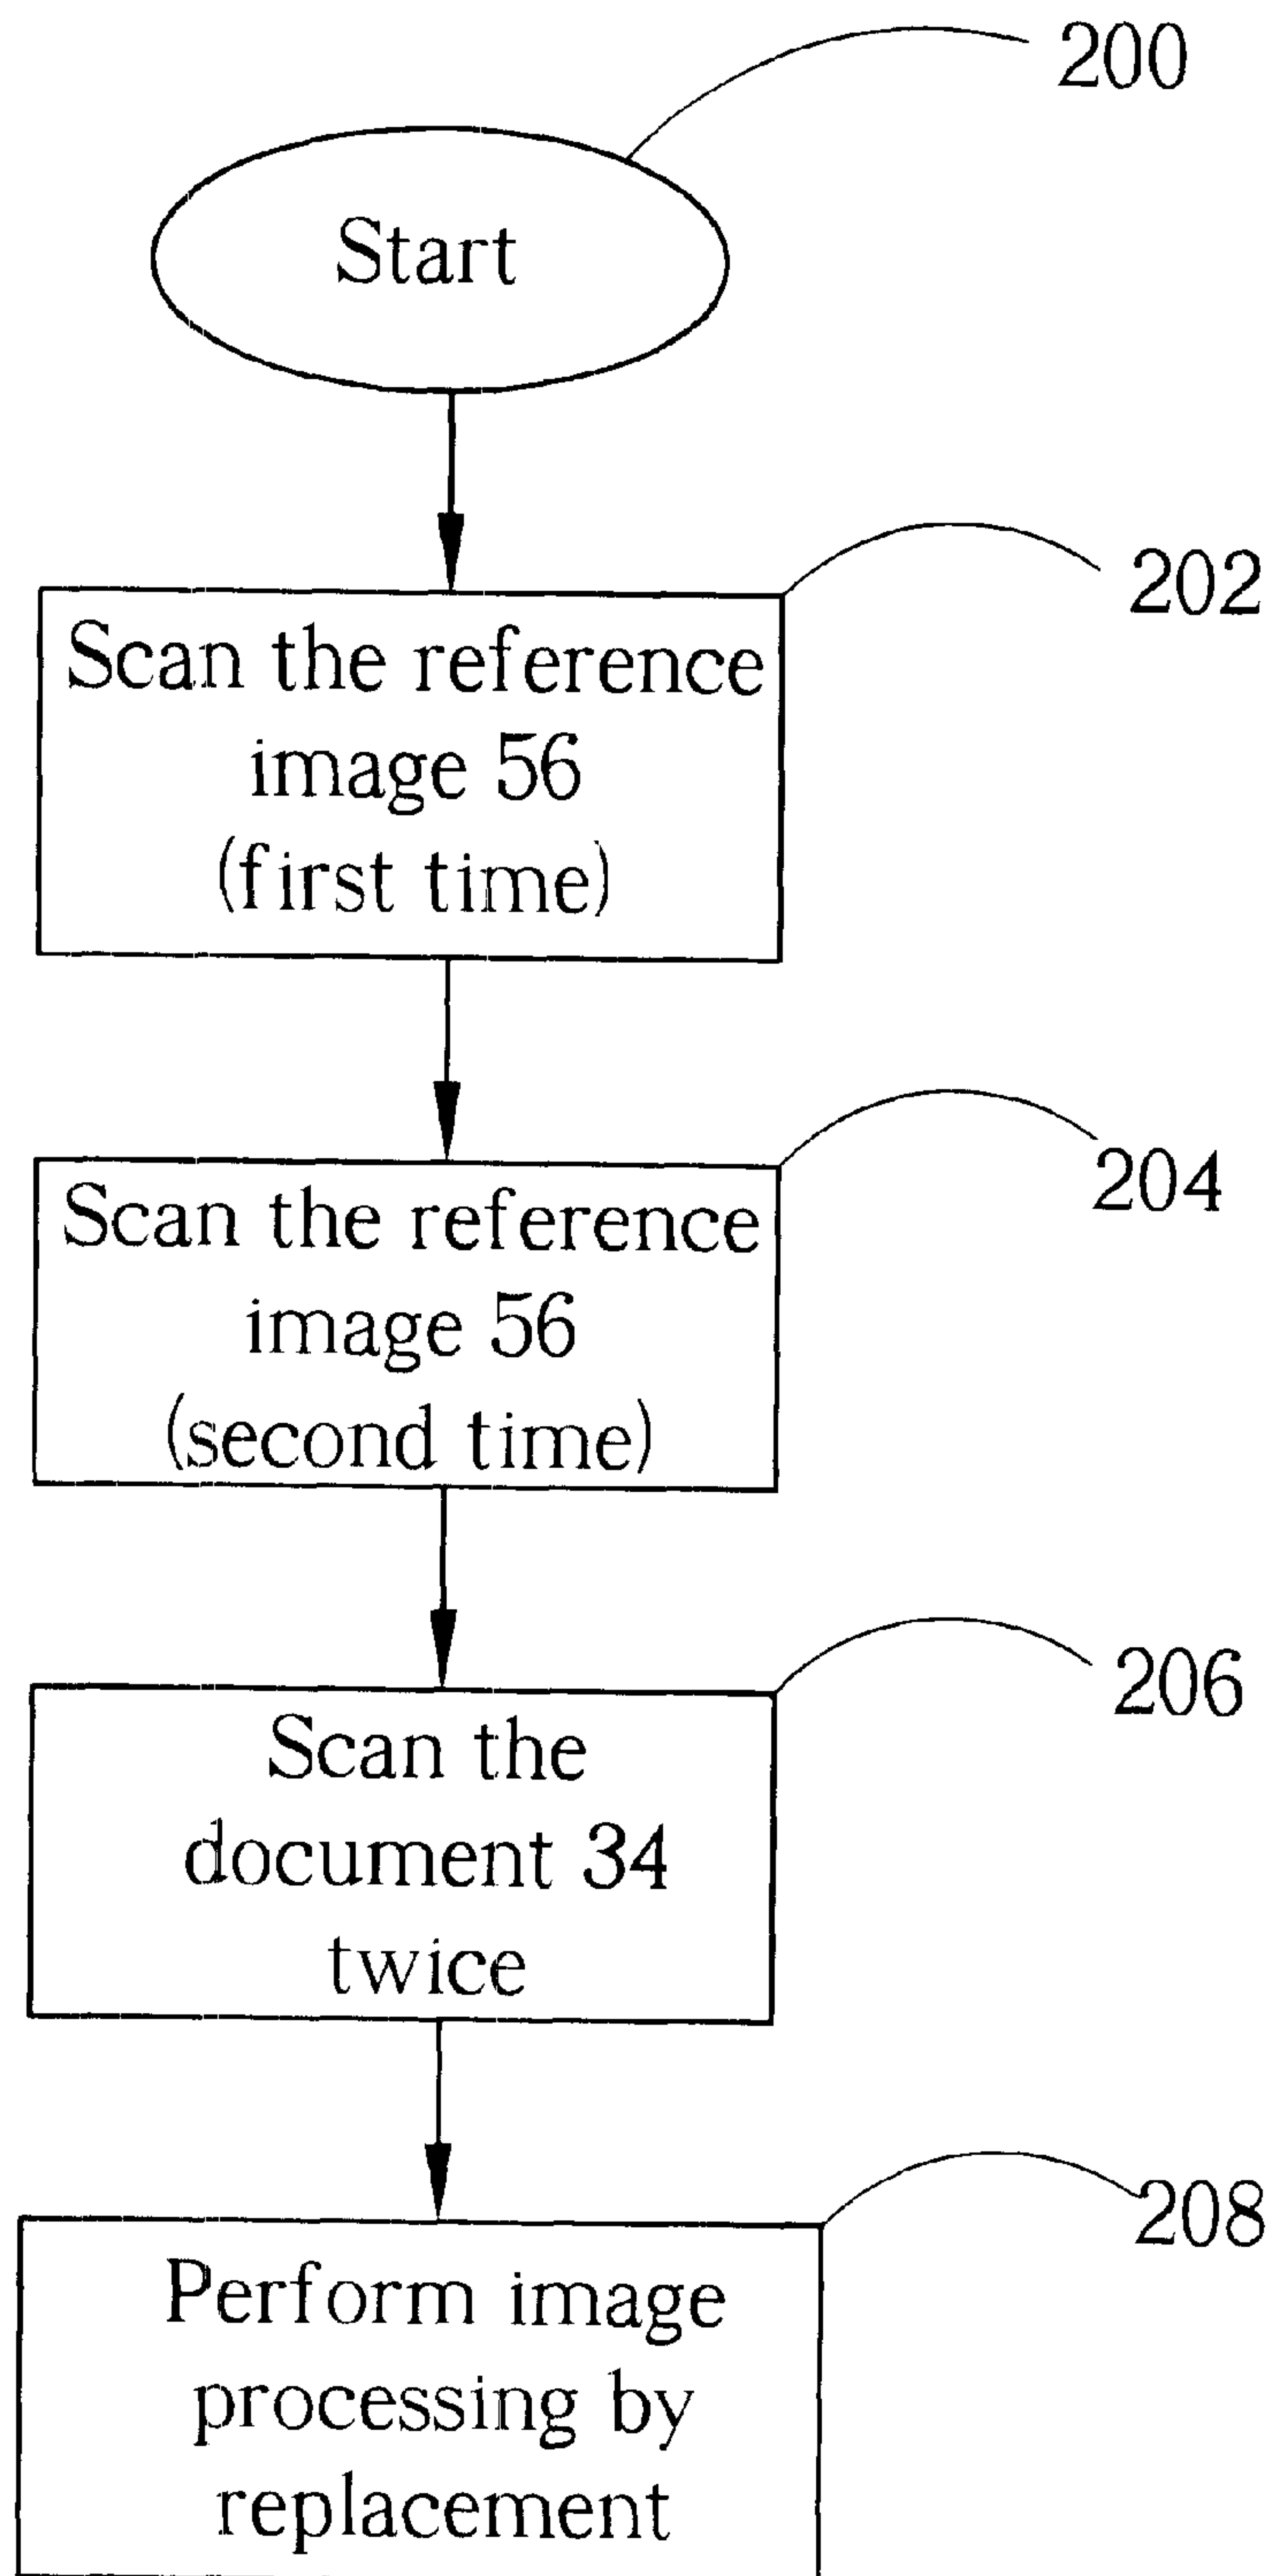 200
Start
202
Scan the reference
image 56
(first time)
204
Scan the reference
image 56
(second time)
206
Scan the
document 34
twice
208
Perform image
processing by
replacement